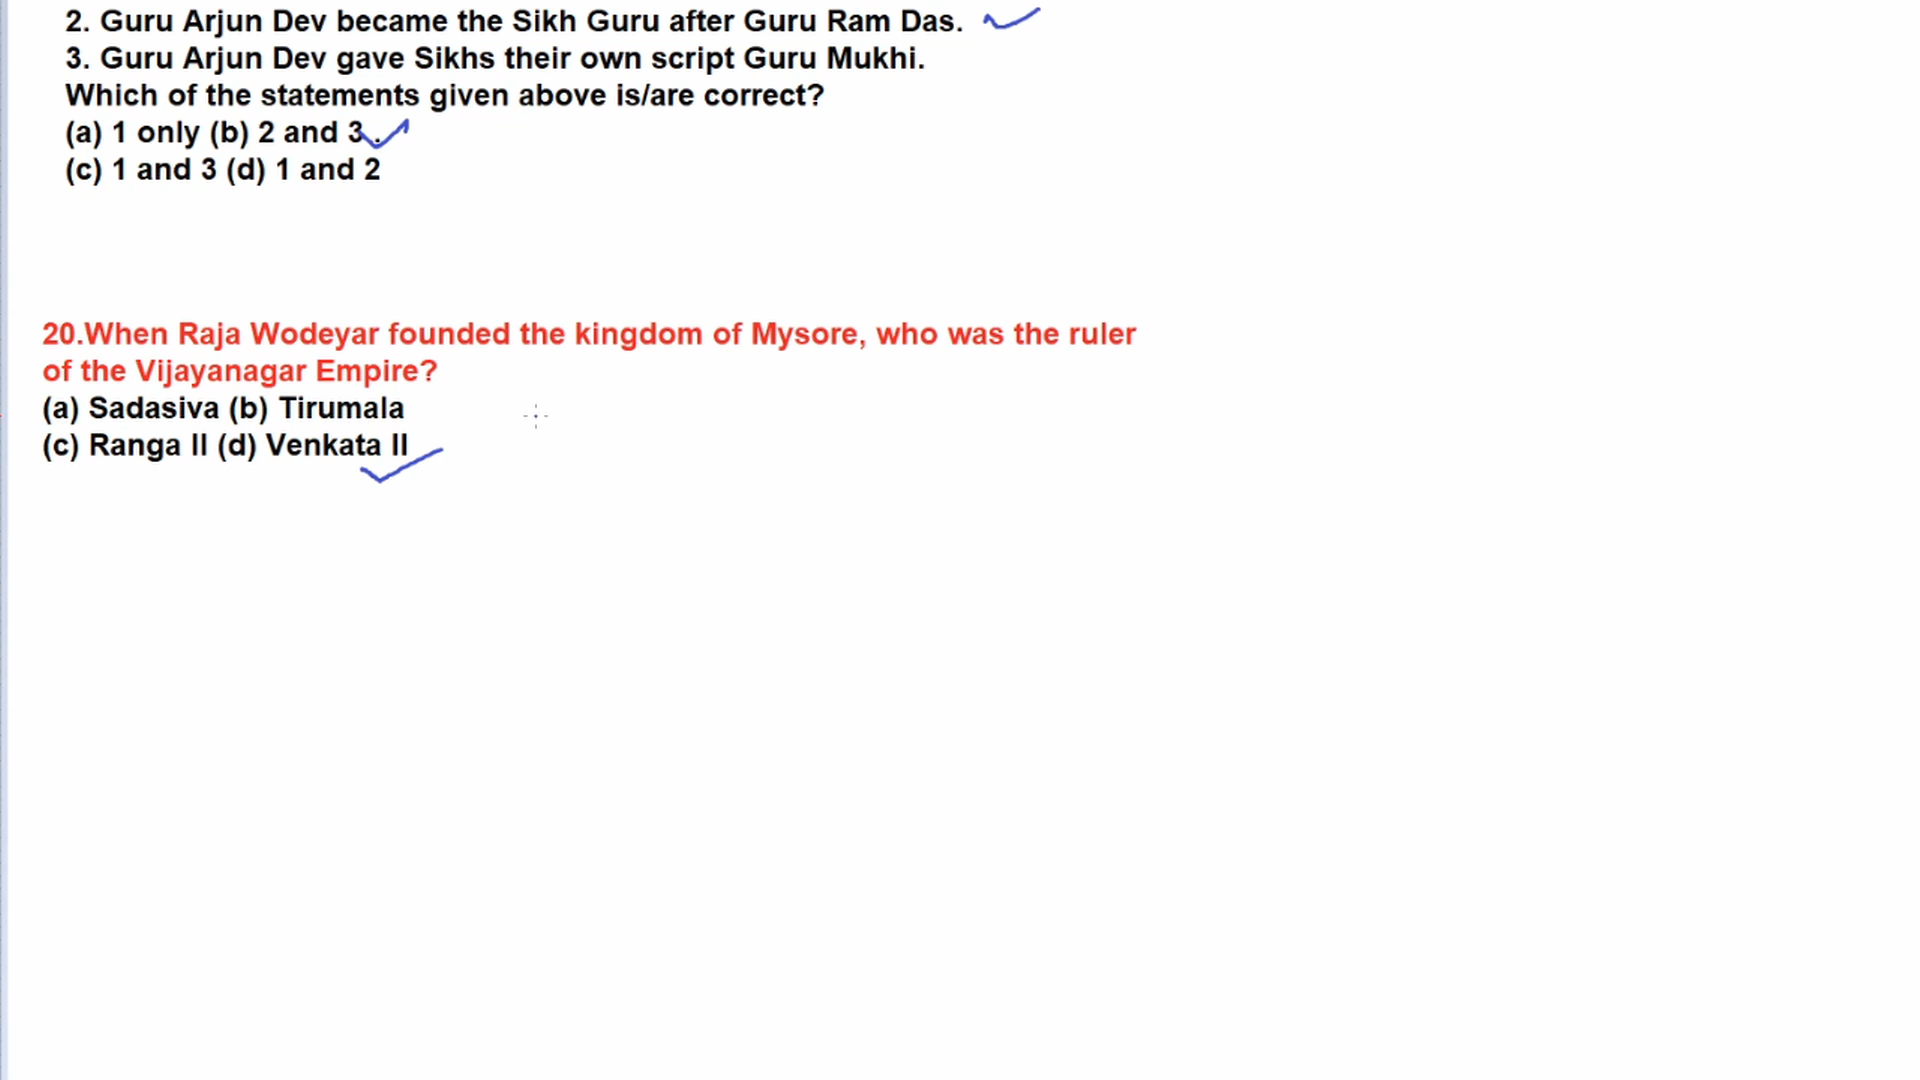 2. Guru Arjun Dev became the Sikh Guru after Guru Ram Das.
3. Guru Arjun Dev gave Sikhs their own script Guru Mukhi.
Which of the statements given above is/are correct?
(a) 1 only (b) 2 and 3 .
(c) 1 and 3 (d) 1 and 2
20.When Raja Wodeyar founded the kingdom of Mysore, who was the ruler
of the Vijayanagar Empire?
(a) Sadasiva (b) Tirumala
(c) Ranga II (d) Venkata II